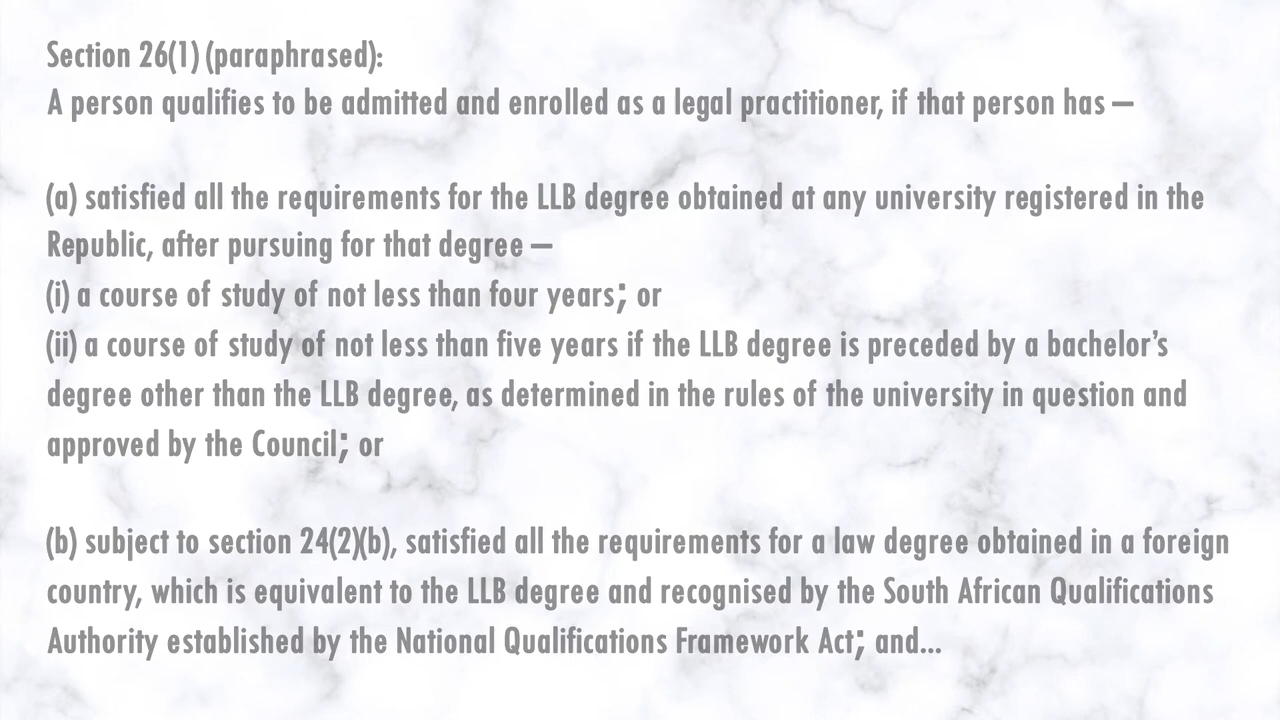 Section 26(1) (paraphrased):
A person qualifies to be admitted and enrolled as a legal practitioner, if that person has –
(a) satisfied all the requirements for the LLB degree obtained at any university registered in the
Republic, after pursuing for that degree –
(i) a course of study of not less than four years; or
(ii) a course of study of not less than five years if the LLB degree is preceded by a bachelor’s
degree other than the LLB degree, as determined in the rules of the university in question and
approved by the Council; or
(b) subject to section 24(2)(b), satisfied all the requirements for a law degree obtained in a foreign
country, which is equivalent to the LLB degree and recognised by the South African Qualifications
Authority established by the National Qualifications Framework Act; and...